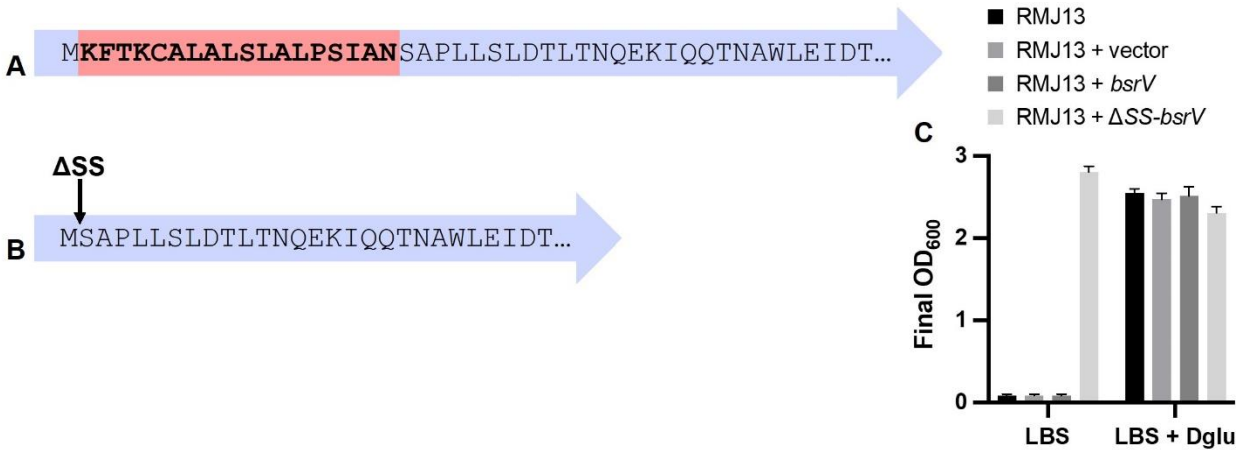 A
MKFTKCALALSLALPSIANSAPLLSLDTLTNQEKIQQTNAWLEIDT...
ΔSS
B
MSAPLLSLDTLTNQEKIQQTNAWLEIDT...
RMJ13
RMJ13 + vector
RMJ13 + bsrV
RMJ13 + ΔSS-bsrV
C
Final OD600
3
2
1
0
LBS
LBS + Dglu